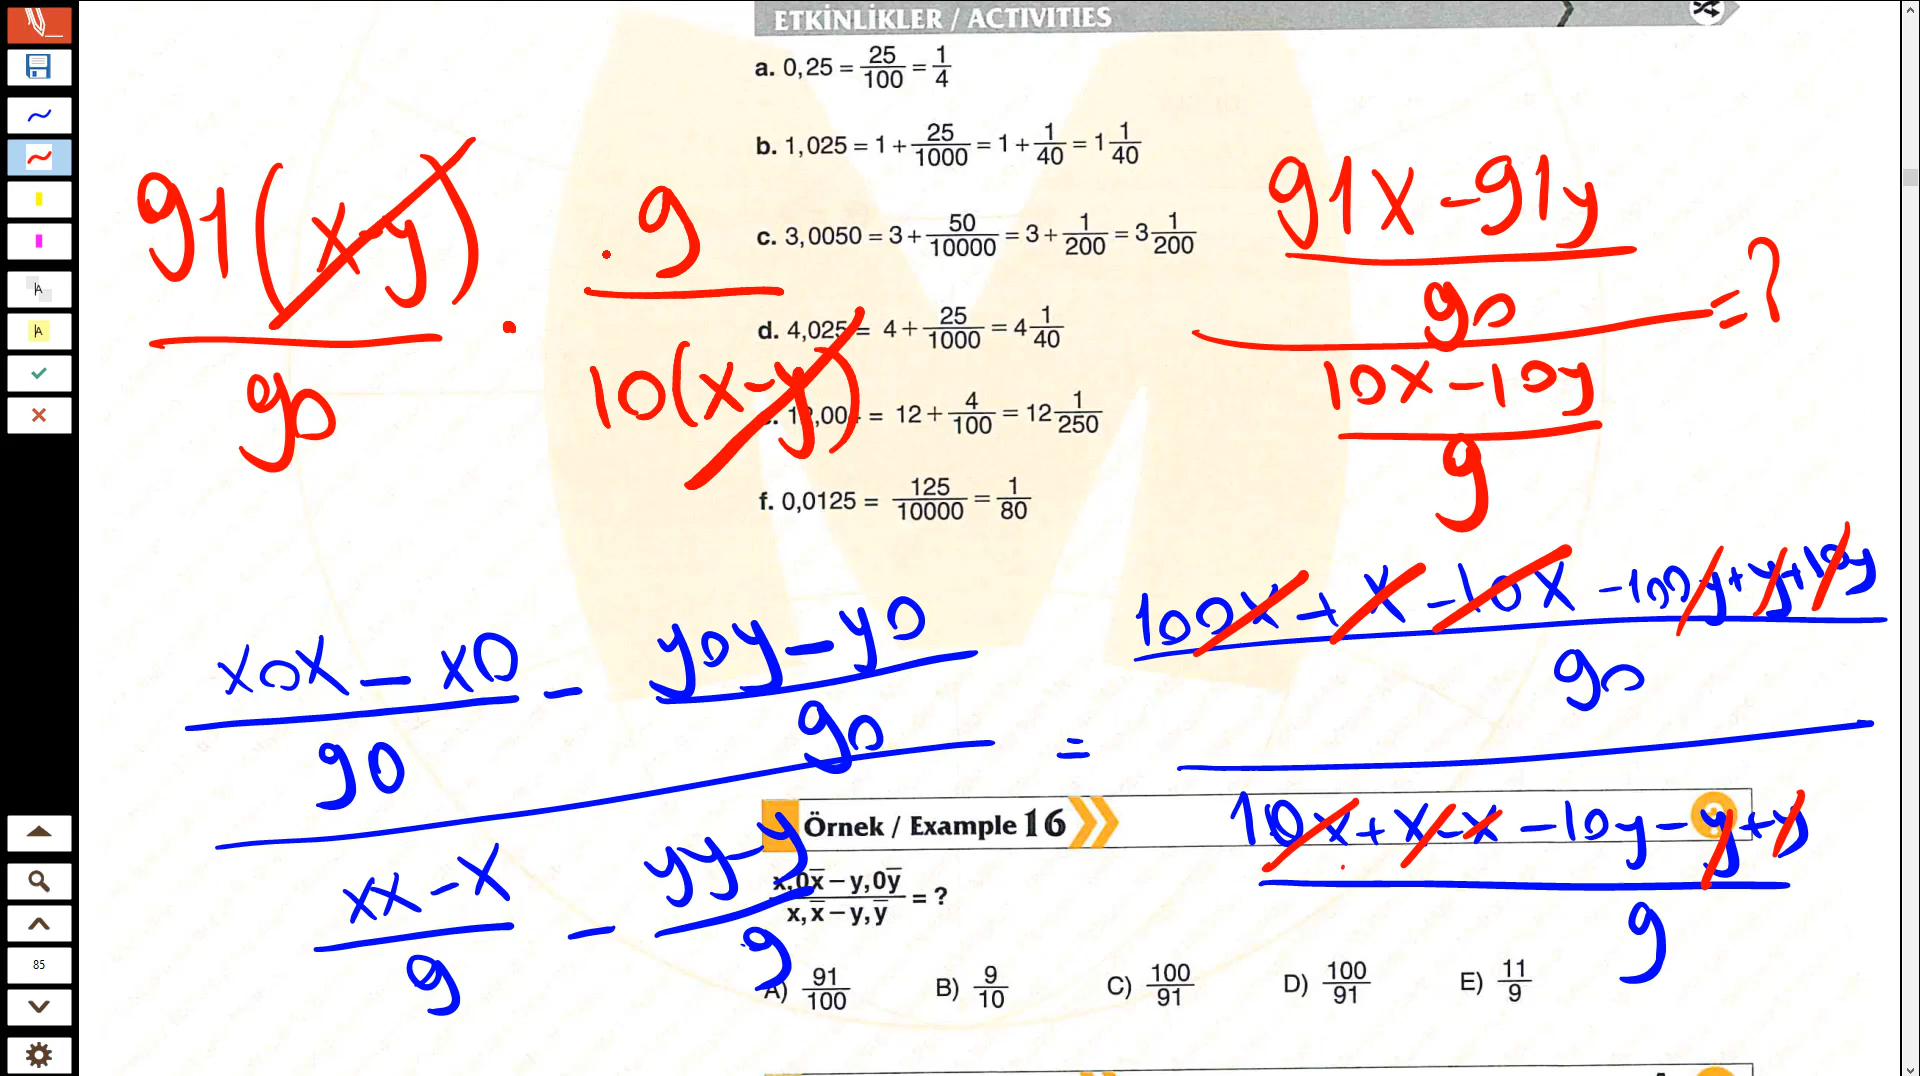 ETKİNLİKLER / ACTIVITIES
a. 0,25 = 25/100 = 1/4
b. 1,025 = 1 + 25/1000 = 1 + 1/40 = 1 1/40
c. 3,0050 = 3 + 50/10000 = 3 + 1/200 = 3 1/200
d. 4,025 = 4 + 25/1000 = 4 1/40
12,004 = 12 + 4/100 = 12 1/250
f. 0,0125 = 125/10000 = 1/80
91(x-y)/90 . 9/10(x-y)
91x-91y
90
10x-10y
9
= ?
x0x - x0/90 - y0y - y0/90
xx - x/9 - yy - y/9
=
100x + x - 10x - 100y + y + 10y
90
10x + x - x - 10y - y + y
9
Örnek / Example 16
x,0x̅ - y,0y̅
x,x̅ - y,y̅
= ?
A) 91/100 B) 9/10 C) 100/91 D) 100/91 E) 11/9
85